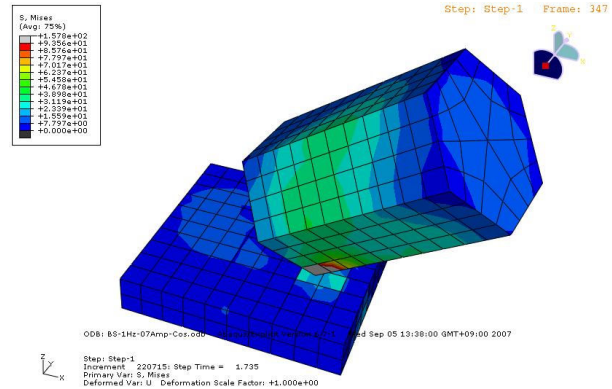 Step: Step-1 Frame: 347
S, Mises
(Avg: 75%)
+1.578e+02
+9.356e+01
+8.576e+01
+7.797e+01
+7.017e+01
+6.237e+01
+5.458e+01
+4.678e+01
+3.898e+01
+3.119e+01
+2.339e+01
+1.559e+01
+7.797e+00
+0.000e+00
Z
Y
X
ODB: BS-1Hz-07Amp-Cos.odb Sep 05 13:38:00 GMT+09:00 2007
Z
Y
X
Step: Step-1
Increment 220715: Step Time = 1.735
Primary Var: S, Mises
Deformed Var: U Deformation Scale Factor: +1.000e+00